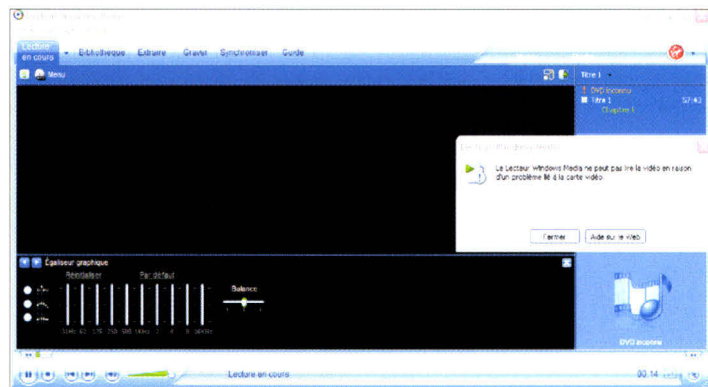 Lecture en cours
Bibliothèque Extraire Graver Synchroniser Guide
Menu
Titre 1
DVD inconnu
Titre 1 57:43
Chapitre 1
Le Lecteur Windows Media ne peut pas lire la vidéo en raison
d'un problème lié à la carte vidéo.
Fermer Aide sur le Web
Égaliseur graphique
Réinitialiser Par défaut
Balance
DVD inconnu
Lecture en cours 00:14